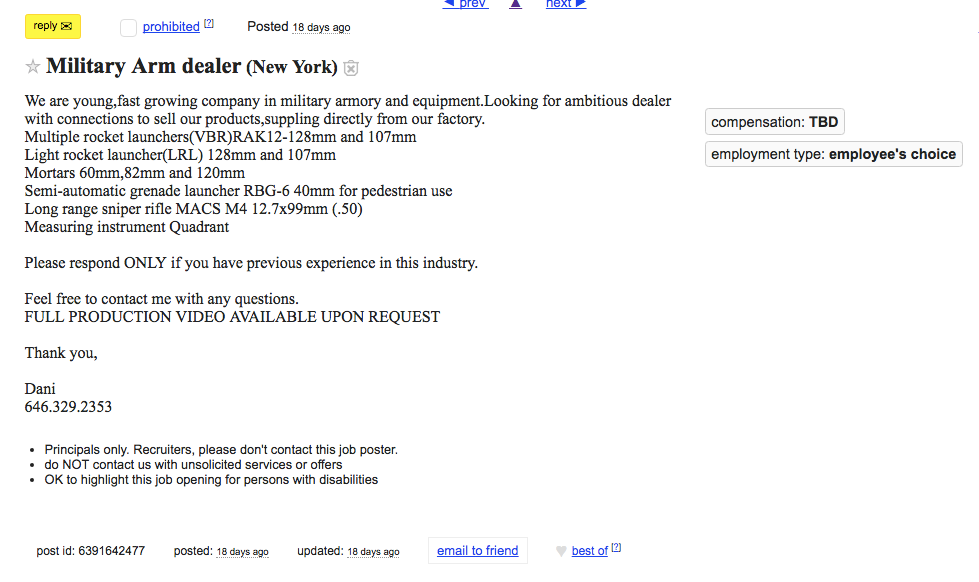 ◀ prev ▲ next ▶
reply ✉ prohibited [?] Posted 18 days ago
☆ Military Arm dealer (New York)
We are young,fast growing company in military armory and equipment.Looking for ambitious dealer
with connections to sell our products,suppling directly from our factory.
Multiple rocket launchers(VBR)RAK12-128mm and 107mm
Light rocket launcher(LRL) 128mm and 107mm
Mortars 60mm,82mm and 120mm
Semi-automatic grenade launcher RBG-6 40mm for pedestrian use
Long range sniper rifle MACS M4 12.7x99mm (.50)
Measuring instrument Quadrant
Please respond ONLY if you have previous experience in this industry.
Feel free to contact me with any questions.
FULL PRODUCTION VIDEO AVAILABLE UPON REQUEST
Thank you,
Dani
646.329.2353
compensation: TBD
employment type: employee's choice
• Principals only. Recruiters, please don't contact this job poster.
• do NOT contact us with unsolicited services or offers
• OK to highlight this job opening for persons with disabilities
post id: 6391642477 posted: 18 days ago updated: 18 days ago email to friend ♥ best of [?]